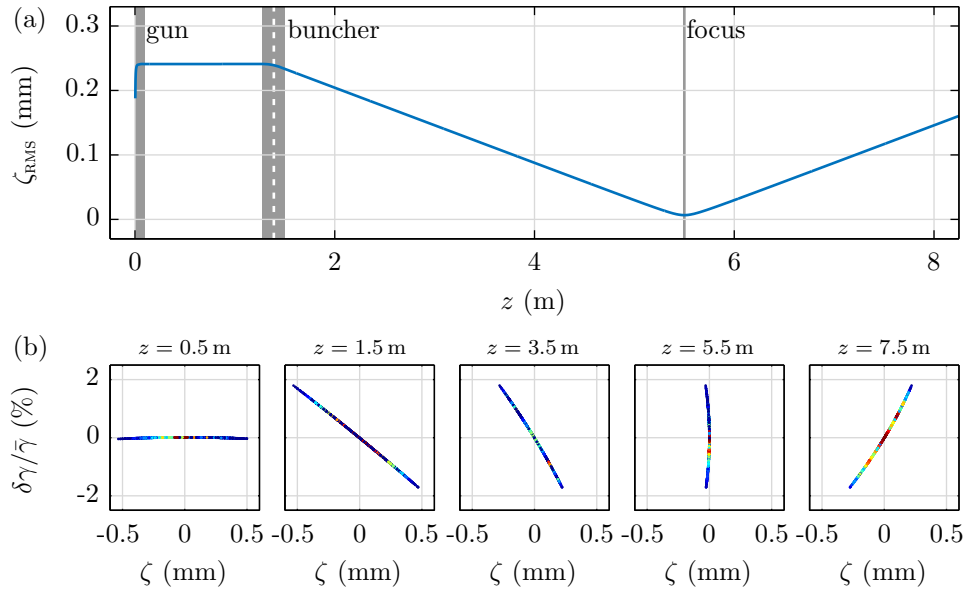 (a)
gun
buncher
focus
0.3
0.2
0.1
0
ζRMS (mm)
0 2 4 6 8
z (m)
(b)
z = 0.5 m z = 1.5 m z = 3.5 m z = 5.5 m z = 7.5 m
2
0
-2
δγ/γ̄ (%)
-0.5 0 0.5 -0.5 0 0.5 -0.5 0 0.5 -0.5 0 0.5 -0.5 0 0.5
ζ (mm) ζ (mm) ζ (mm) ζ (mm) ζ (mm)